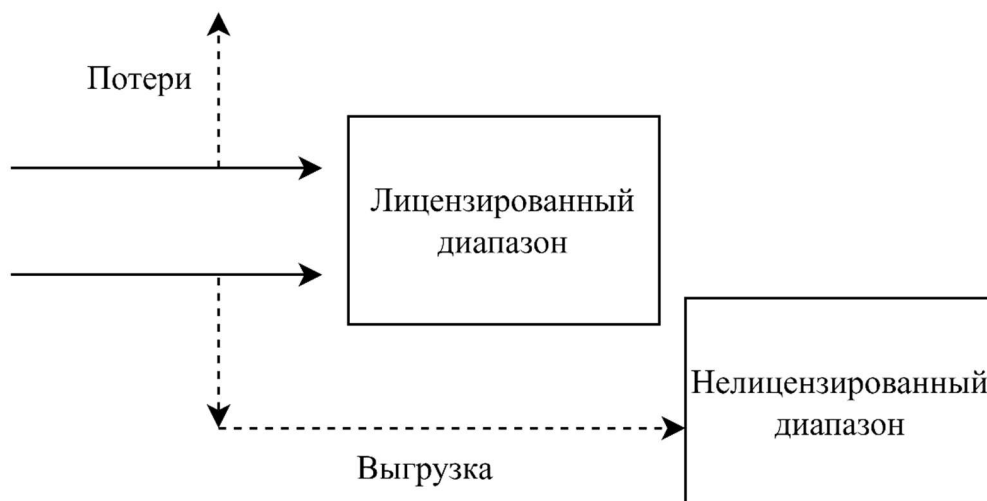 Потери
Лицензированный
диапазон
Нелицензированный
диапазон
Выгрузка